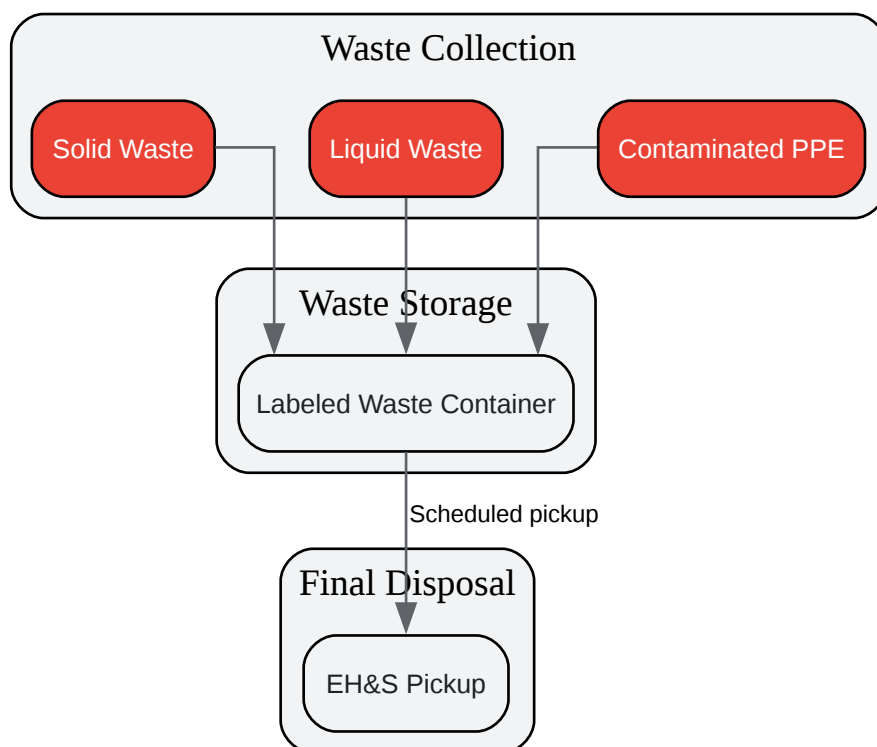 Waste Collection
Solid Waste
Liquid Waste
Contaminated PPE
Waste Storage
Labeled Waste Container
Scheduled pickup
Final Disposal
EH&S Pickup